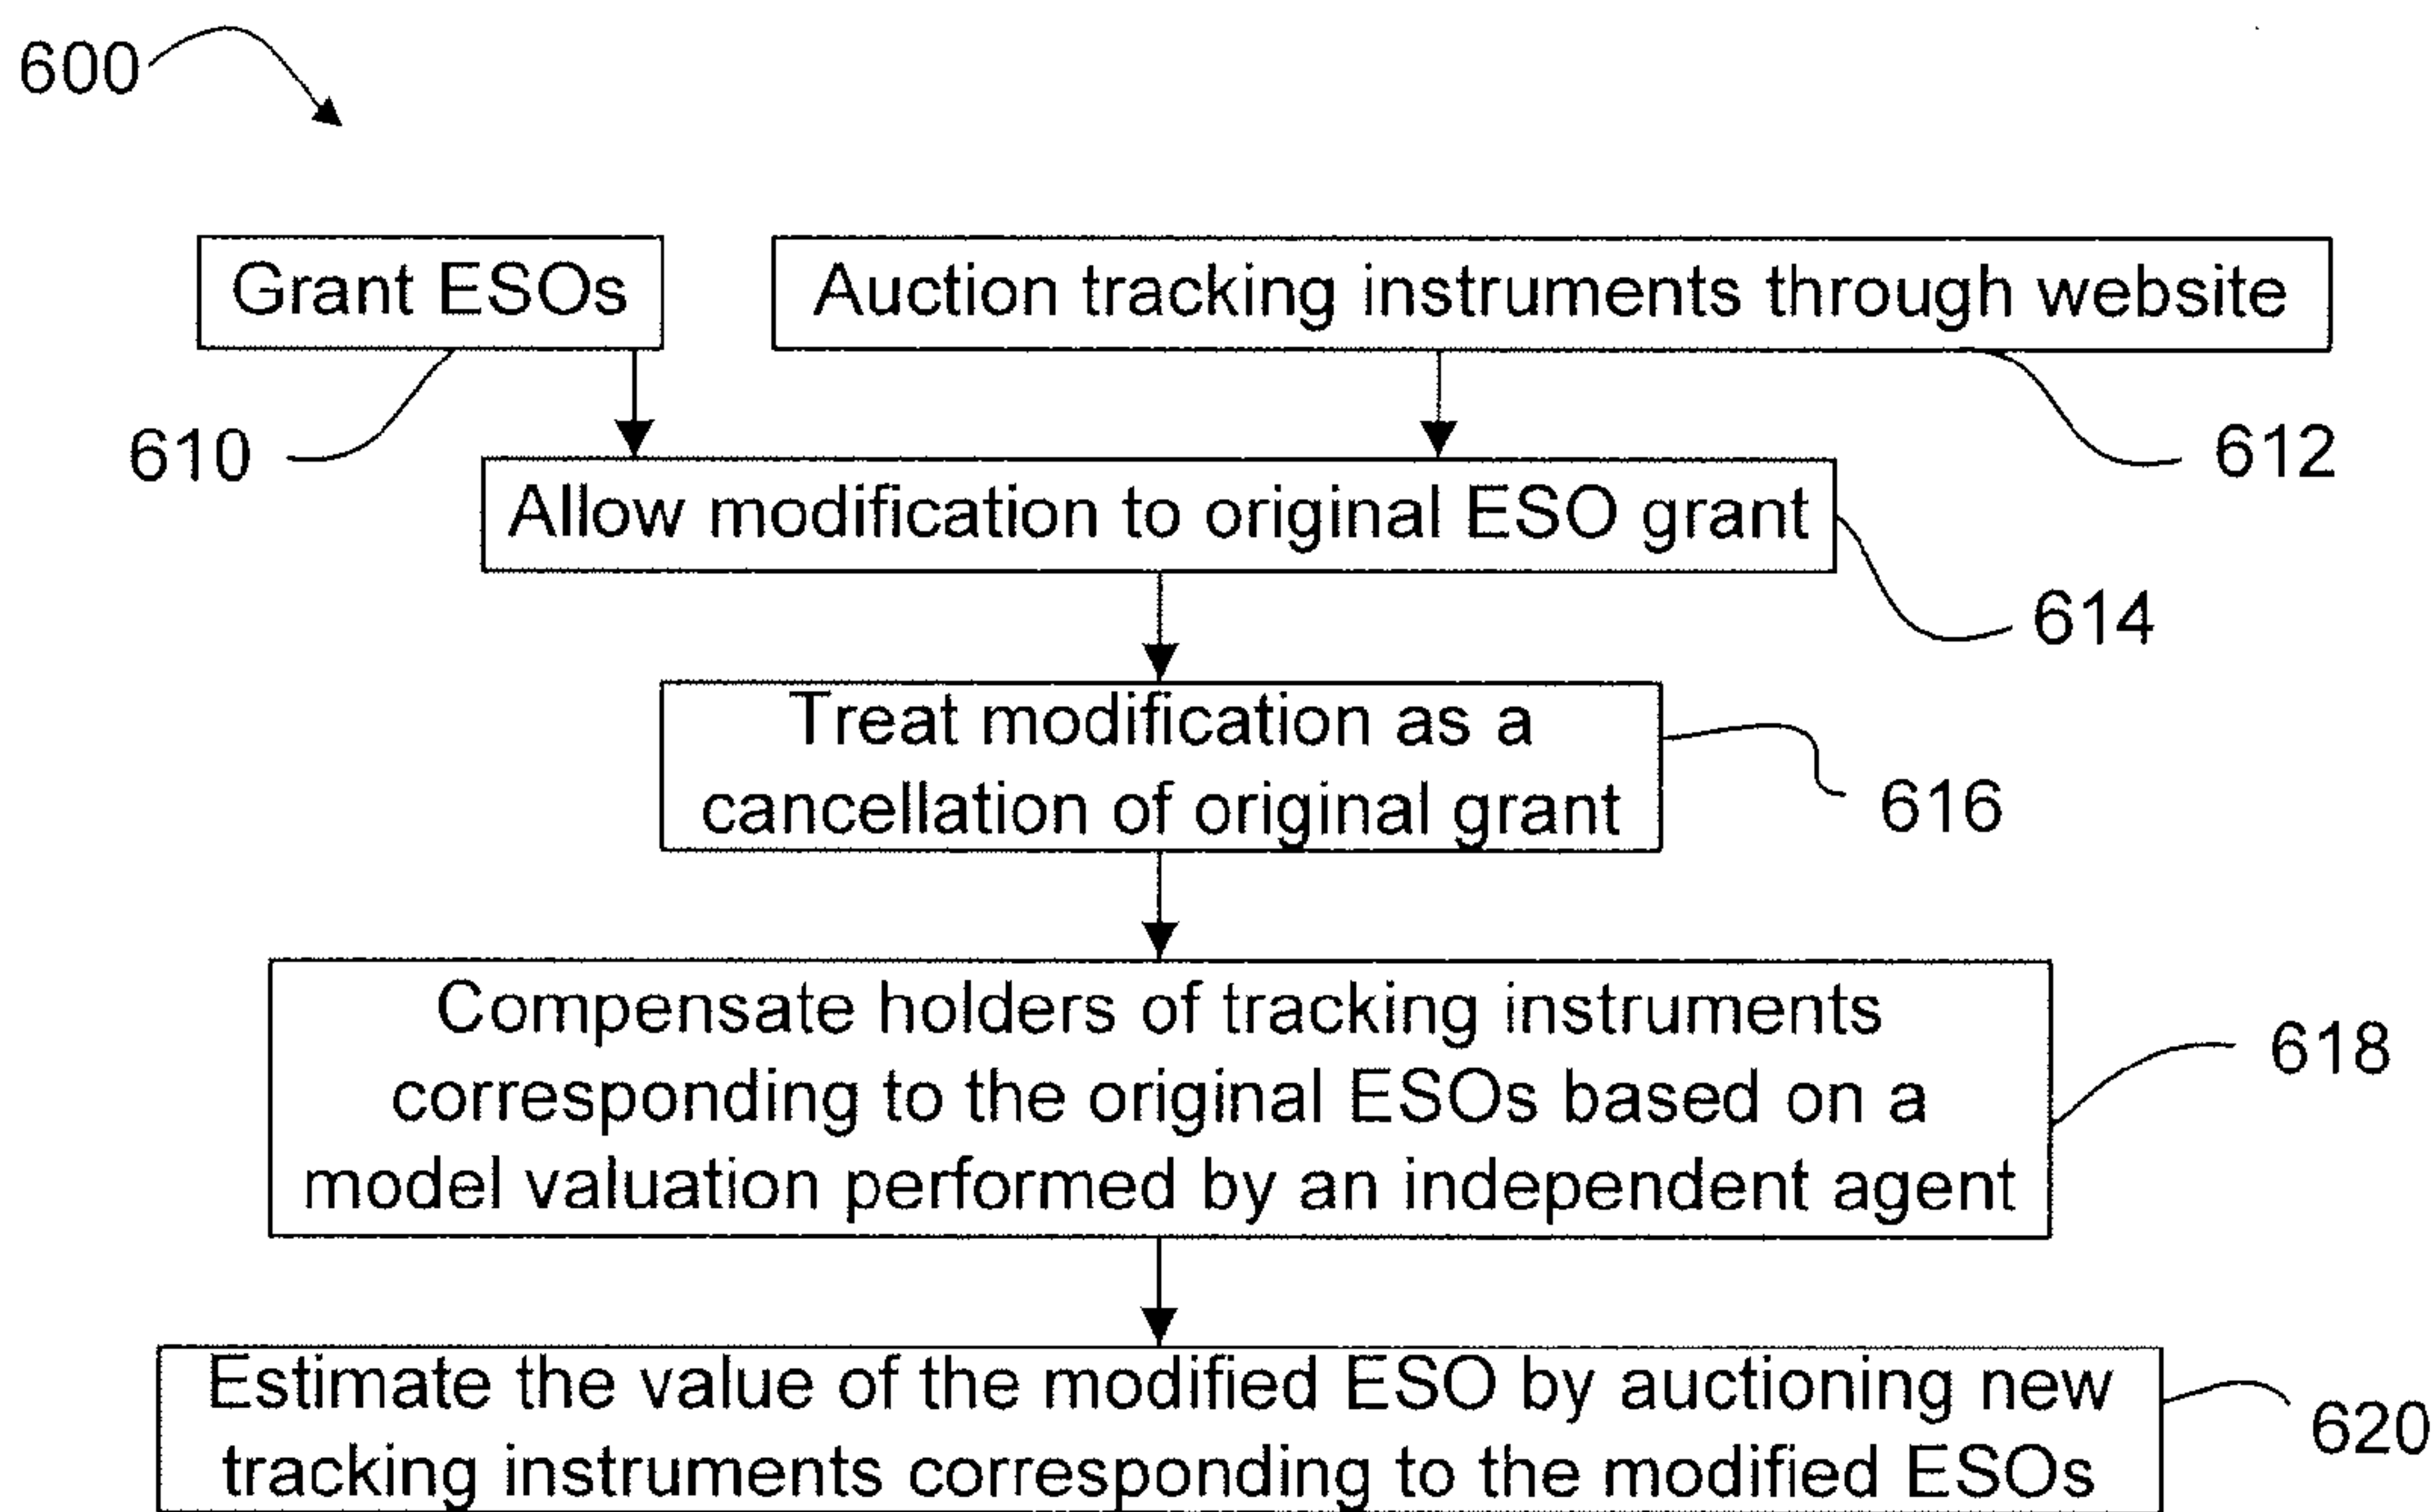 600
Grant ESOs
Auction tracking instruments through website
610
612
Allow modification to original ESO grant
614
Treat modification as a
cancellation of original grant
616
Compensate holders of tracking instruments
corresponding to the original ESOs based on a
model valuation performed by an independent agent
618
Estimate the value of the modified ESO by auctioning new
tracking instruments corresponding to the modified ESOs
620